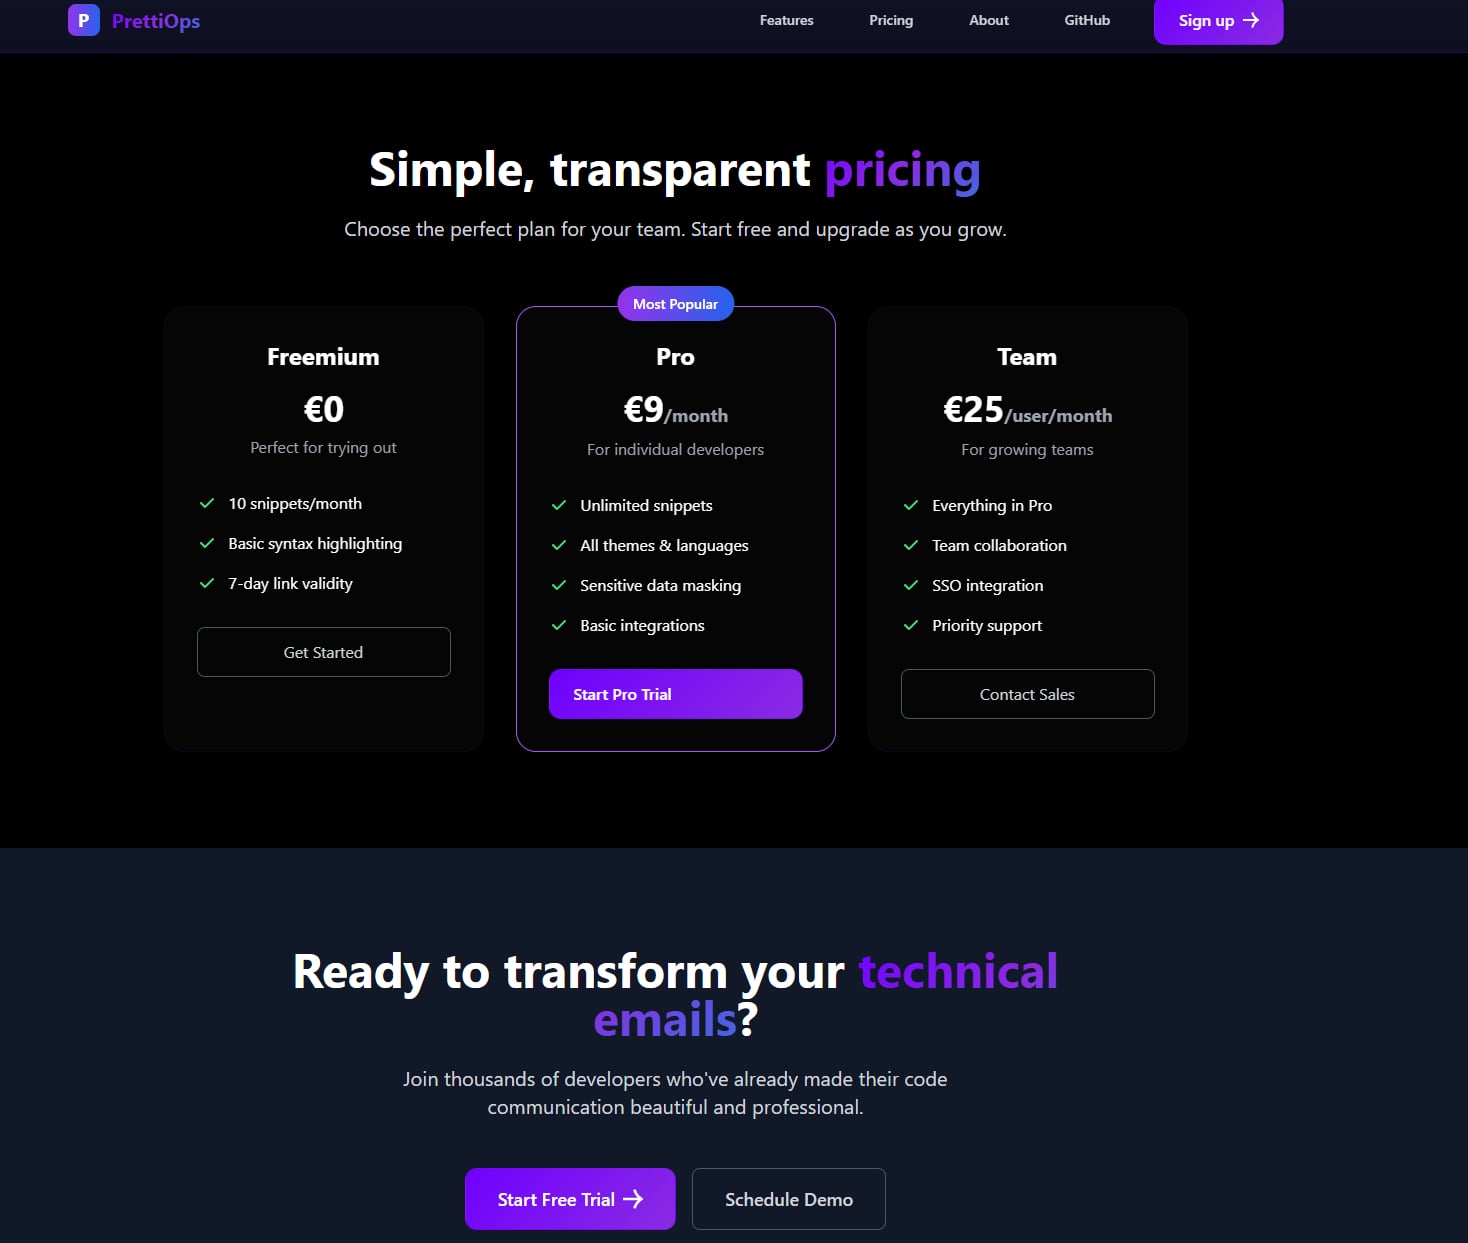 P PrettiOps Features Pricing About GitHub Sign up →
Simple, transparent pricing
Choose the perfect plan for your team. Start free and upgrade as you grow.
Freemium
€0
Perfect for trying out
10 snippets/month
Basic syntax highlighting
7-day link validity
Get Started
Most Popular
Pro
€9/month
For individual developers
Unlimited snippets
All themes & languages
Sensitive data masking
Basic integrations
Start Pro Trial
Team
€25/user/month
For growing teams
Everything in Pro
Team collaboration
SSO integration
Priority support
Contact Sales
Ready to transform your technical
emails?
Join thousands of developers who've already made their code
communication beautiful and professional.
Start Free Trial →
Schedule Demo